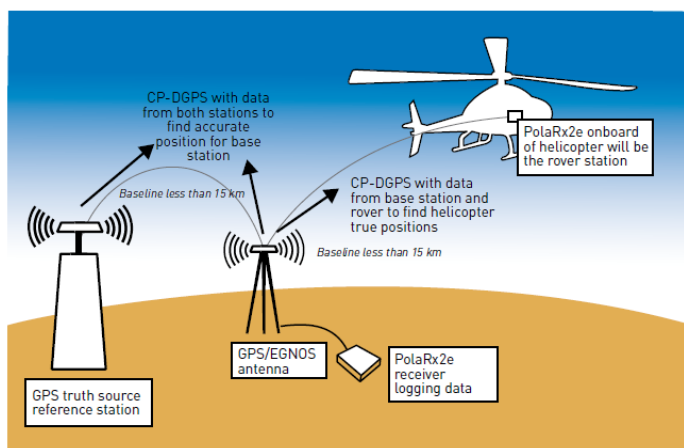 CP-DGPS with data
from both stations to
find accurate
position for base
station
PolaRx2e onboard
of helicopter will be
the rover station
Baseline less than 15 km
CP-DGPS with data
from base station and
rover to find helicopter
true positions
Baseline less than 15 km
GPS/EGNOS
antenna
PolaRx2e
receiver
logging data
GPS truth source
reference station